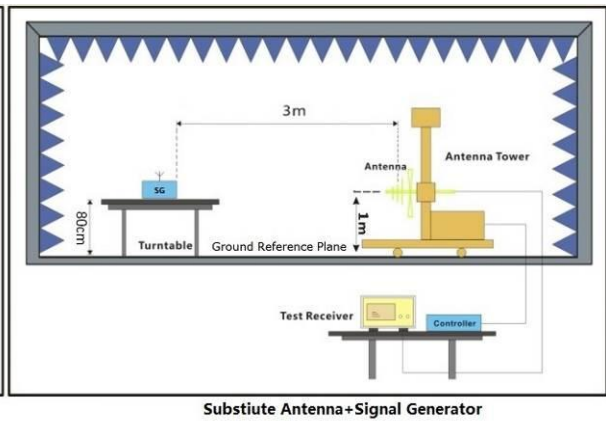 3m
Antenna
Antenna Tower
SG
80cm
1m
Turntable
Ground Reference Plane
Test Receiver
Controller
Substiute Antenna+Signal Generator